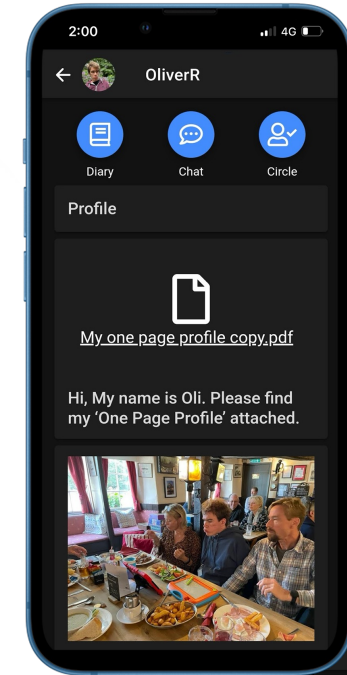 2:00
4G
OliverR
Diary
Chat
Circle
Profile
My one page profile copy.pdf
Hi, My name is Oli. Please find
my ‘One Page Profile’ attached.